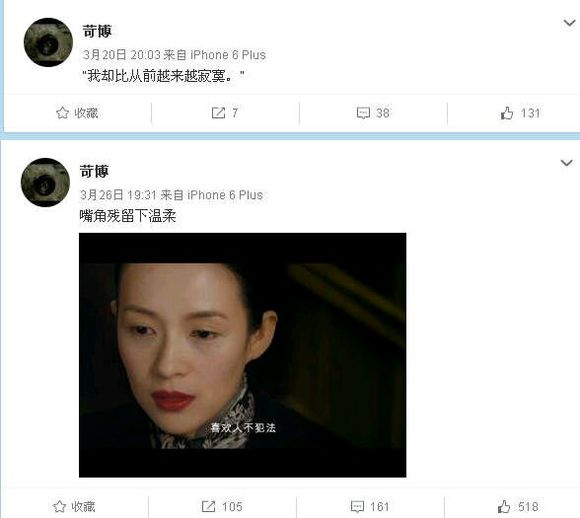 苛博
3月20日 20:03 来自 iPhone 6 Plus
"我却比从前越来越寂寞。"
收藏 7 38 131
苛博
3月26日 19:31 来自 iPhone 6 Plus
嘴角残留下温柔
喜欢人不犯法
收藏 105 161 518